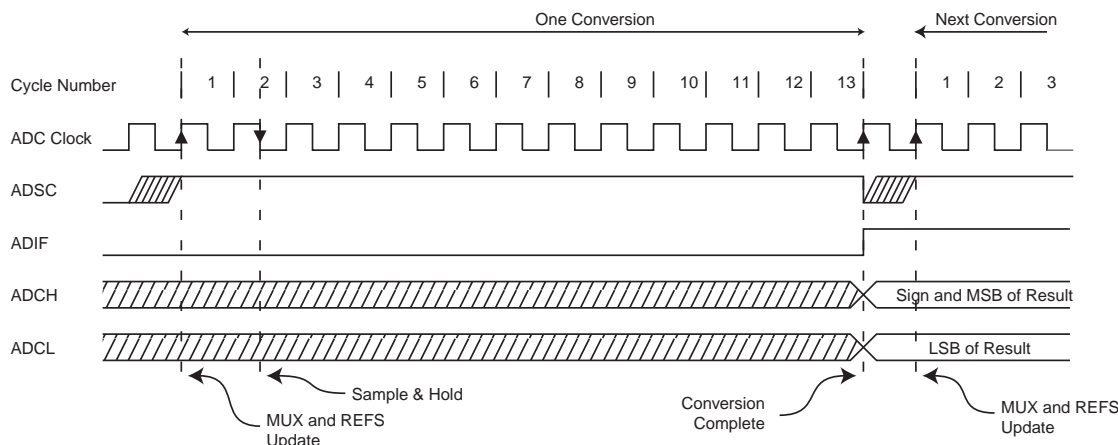 One Conversion
Next Conversion
Cycle Number
1 2 3 4 5 6 7 8 9 10 11 12 13 1 2 3
ADC Clock
ADSC
ADIF
ADCH
Sign and MSB of Result
ADCL
LSB of Result
Sample & Hold
MUX and REFS
Update
Conversion
Complete
MUX and REFS
Update